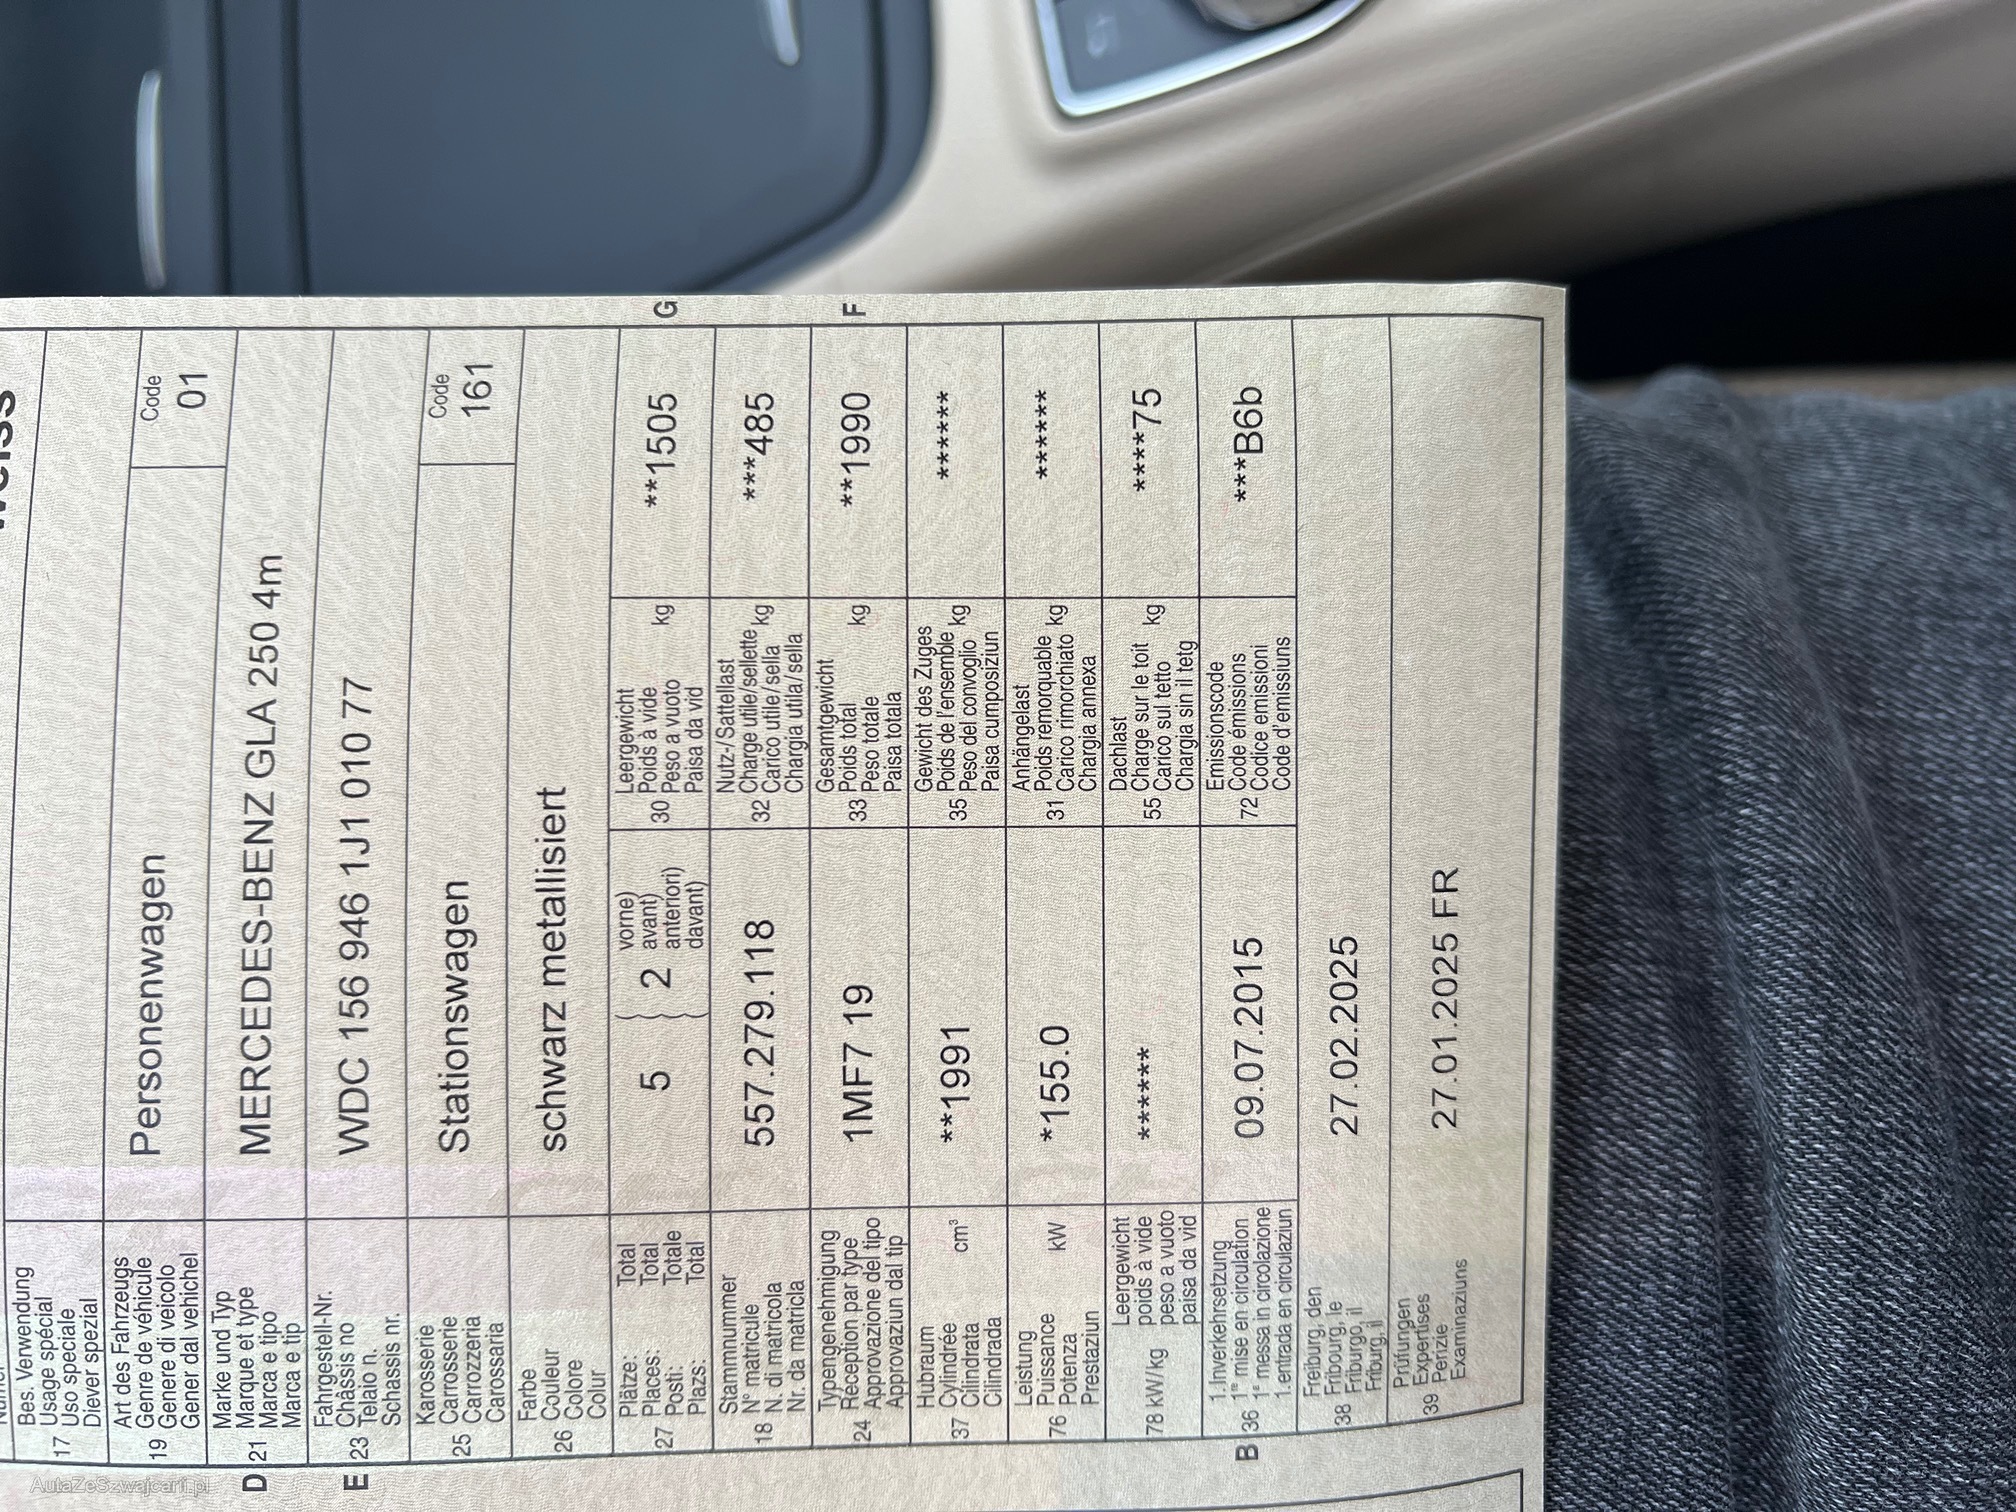 17 Bes. Verwendung
Usage spécial
Uso speciale
Diever spezial
19 Art des Fahrzeugs
Genre de véhicule
Genere di veicolo
Gener dal vehichel
Personenwagen
Code
01
D 21 Marke und Typ
Marque et type
Marca e tipo
Marca e tip
MERCEDES-BENZ GLA 250 4m
E 23 Fahrgestell-Nr.
Châssis no
Telaio n.
Schassis nr.
WDC 156 946 1J1 010 77
25 Karosserie
Carrosserie
Carrozzeria
Carossaria
Stationswagen
Code
161
26 Farbe
Couleur
Colore
Colur
schwarz metallisiert
27 Plätze: Total
Places: Total
Posti: Totale
Plazs: Total
5
2
vorne)
avant)
anteriori)
davant)
30 Leergewicht
Poids à vide
Peso a vuoto kg
Paisa da vid
**1505
G
18 Stammnummer
N° matricule
N. di matricola
Nr. da matricla
557.279.118
32 Nutz-/Sattellast
Charge utile/sellette
Carico utile/sella kg
Chargia utila/sella
***485
24 Typengenehmigung
Réception par type
Approvazione del tipo
Approvaziun dal tip
1MF7 19
33 Gesamtgewicht
Poids total
Peso totale kg
Paisa totala
**1990
F
37 Hubraum
Cylindrée cm³
Cilindrata
Cilindrada
**1991
35 Gewicht des Zuges
Poids de l'ensemble
Peso del convoglio kg
Paisa cumposiziun
******
76 Leistung
Puissance kW
Potenza
Prestaziun
*155.0
31 Anhängelast
Poids remorquable
Carico rimorchiato kg
Chargia annexa
******
78 kW/kg Leergewicht
poids à vide
peso a vuoto
paisa da vid
******
55 Dachlast
Charge sur le toit
Carico sul tetto kg
Chargia sin il tetg
****75
B 36 1.Inverkehrsetzung
1re mise en circulation
1a messa in circolazione
1.entrada en circulaziun
09.07.2015
72 Emissionscode
Code émissions
Codice emissioni
Code d'emissiuns
***B6b
38 Freiburg, den
Fribourg, le
Friburgo, il
Friburg, il
27.02.2025
39 Prüfungen
Expertises
Perizie
Examinaziuns
27.01.2025 FR
AutaZeSzwajcarii.pl